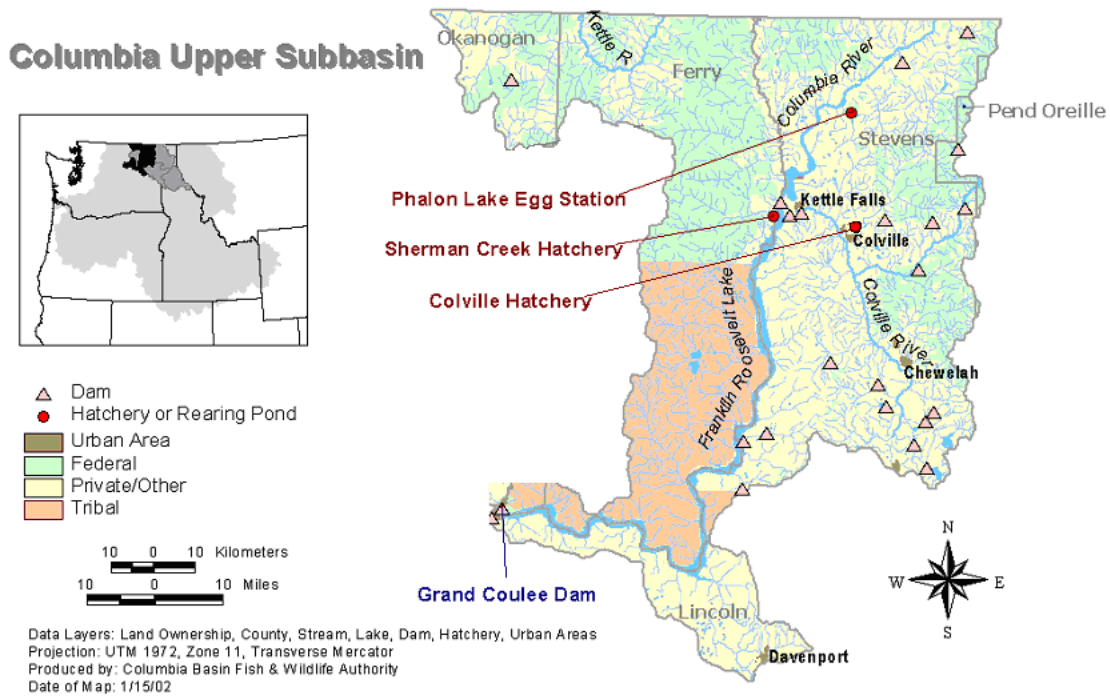 Columbia Upper Subbasin
Okanogan
Kettle R
Ferry
Columbia River
Pend Oreille
Stevens
Phalon Lake Egg Station
Kettle Falls
Sherman Creek Hatchery
Colville
Colville Hatchery
Franklin Roosevelt Lake
Colville River
Chewelah
Dam
Hatchery or Rearing Pond
Urban Area
Federal
Private/Other
Tribal
10 0 10 Kilometers
10 0 10 Miles
Grand Coulee Dam
N
W E
S
Lincoln
Davenport
Data Layers: Land Ownership, County, Stream, Lake, Dam, Hatchery, Urban Areas
Projection: UTM 1972, Zone 11, Transverse Mercator
Produced by: Columbia Basin Fish & Wildlife Authority
Date of Map: 1/15/02